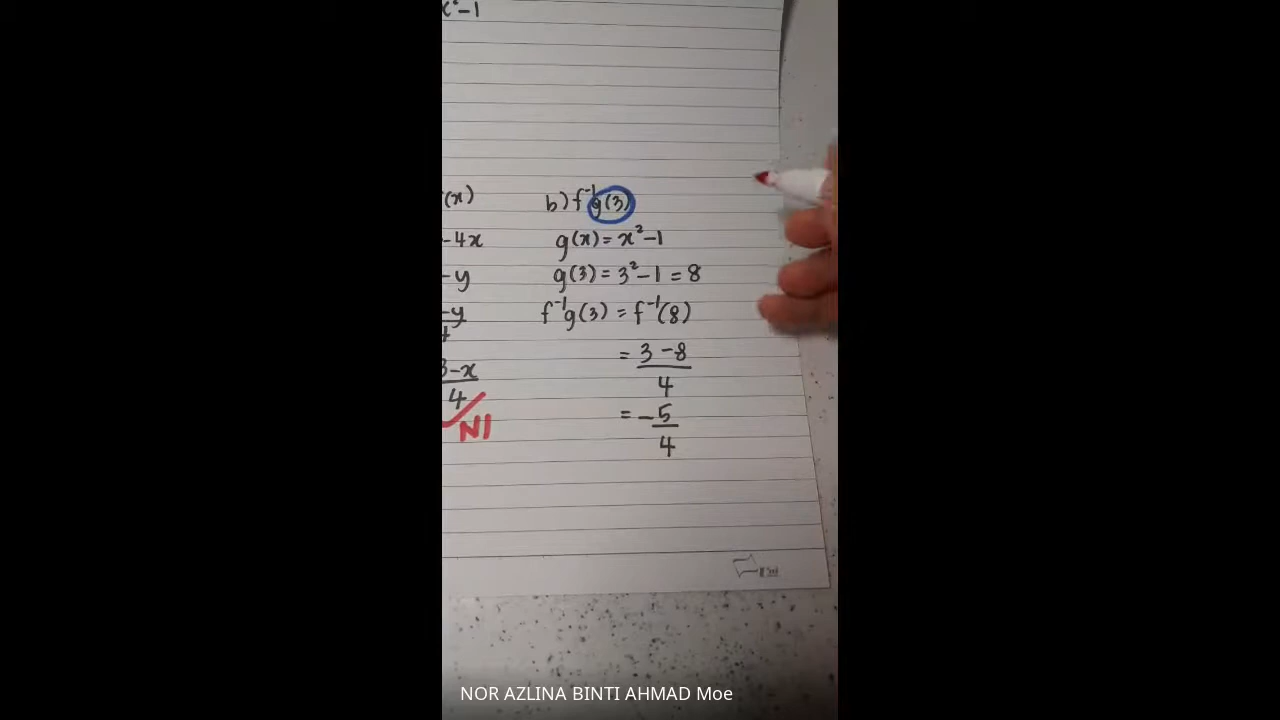 x²-1
(x)
-4x
-y
-y
3-x
4
N1
b) f⁻¹g(3)
g(x) = x²-1
g(3) = 3²-1 = 8
f⁻¹g(3) = f⁻¹(8)
= 3-8
4
= -5
4
NOR AZLINA BINTI AHMAD Moe